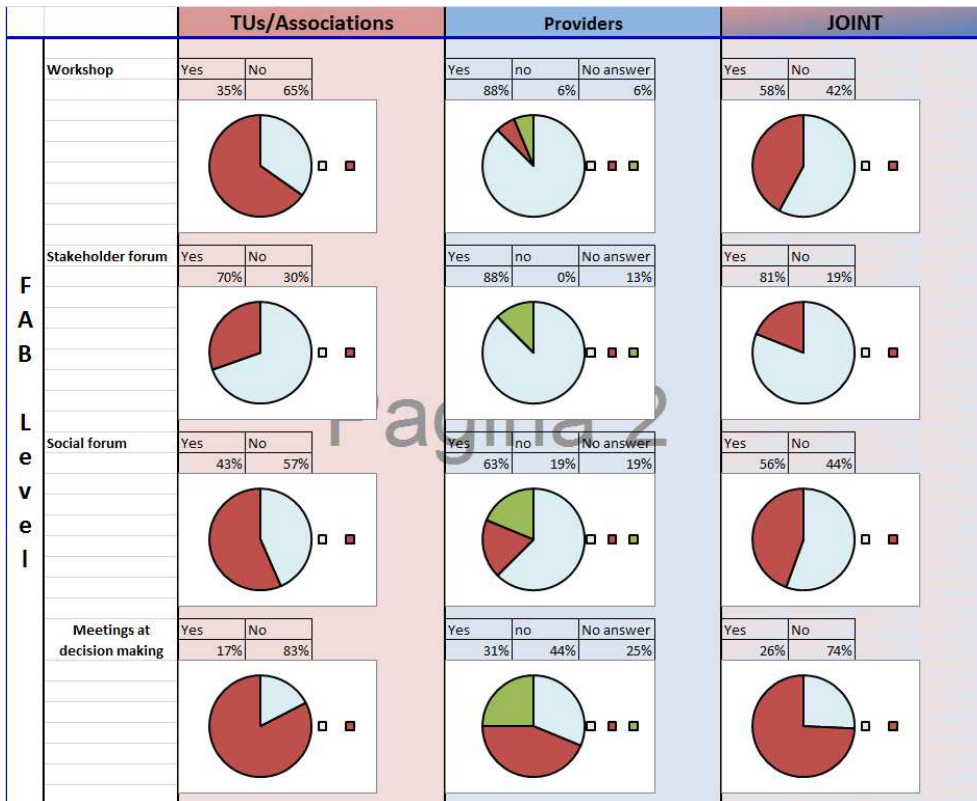 TUs/Associations Providers JOINT
Workshop Yes No Yes no No answer Yes No
35% 65% 88% 6% 6% 58% 42%
Stakeholder forum Yes No Yes no No answer Yes No
70% 30% 88% 0% 13% 81% 19%
FAB Level
Pagina 2
Social forum Yes No Yes no No answer Yes No
43% 57% 63% 19% 19% 56% 44%
Meetings at Yes No Yes no No answer Yes No
decision making 17% 83% 31% 44% 25% 26% 74%